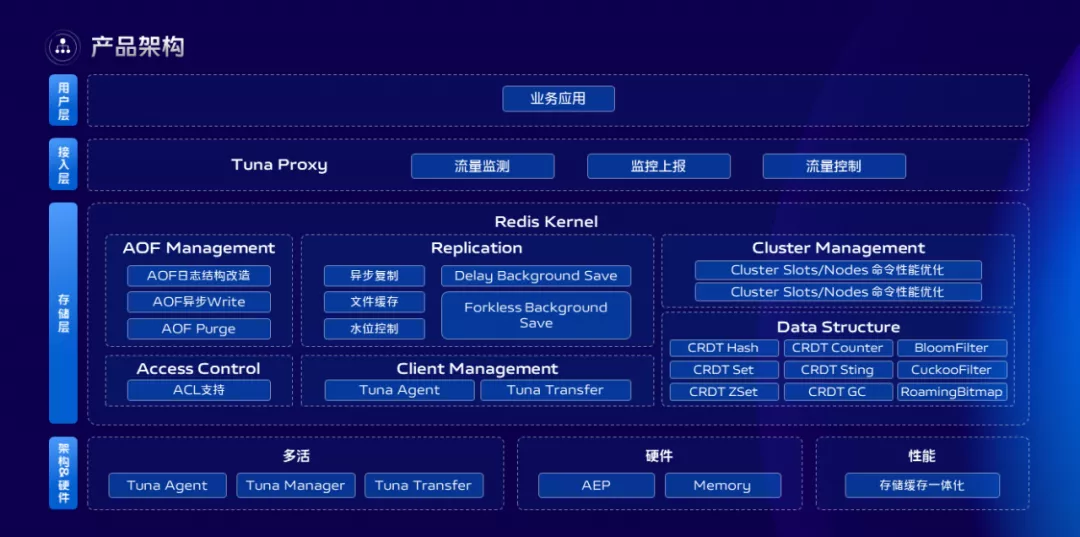 产品架构
用户层
业务应用
接入层
Tuna Proxy
流量监测
监控上报
流量控制
存储层
Redis Kernel
AOF Management
AOF日志结构改造
AOF异步Write
AOF Purge
Replication
异步复制
Delay Background Save
文件缓存
Forkless Background
Save
水位控制
Cluster Management
Cluster Slots/Nodes 命令性能优化
Cluster Slots/Nodes 命令性能优化
Data Structure
CRDT Hash
CRDT Counter
BloomFilter
CRDT Set
CRDT Sting
CuckooFilter
CRDT ZSet
CRDT GC
RoamingBitmap
Access Control
ACL支持
Client Management
Tuna Agent
Tuna Transfer
架构&硬件
多活
Tuna Agent
Tuna Manager
Tuna Transfer
硬件
AEP
Memory
性能
存储缓存一体化